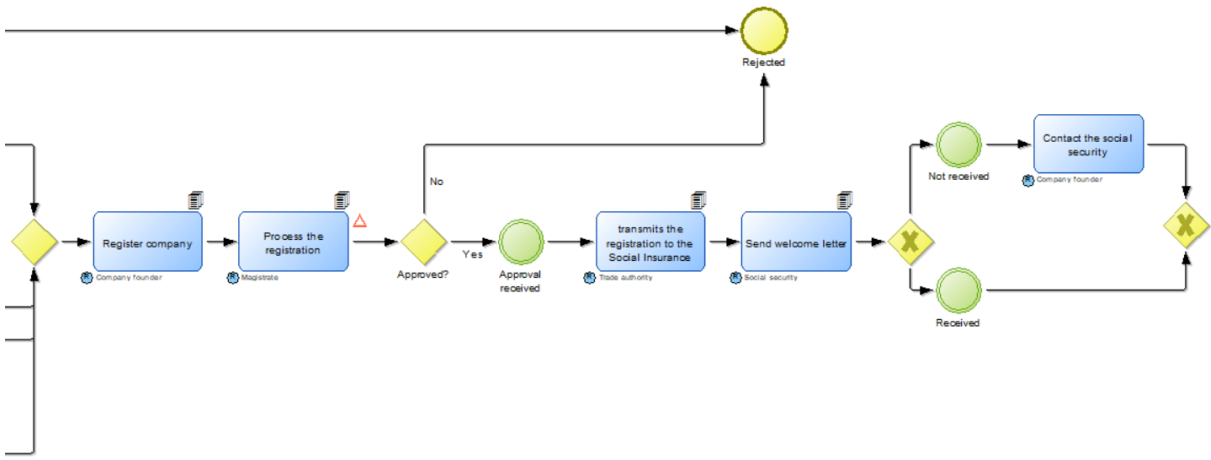 Rejected
No
Contact the social
security
Company founder
Not received
Register company
Company founder
Process the
registration
Magistrate
Approved?
Yes
Approval
received
transmits the
registration to the
Social Insurance
Trade authority
Send welcome letter
Social security
Received